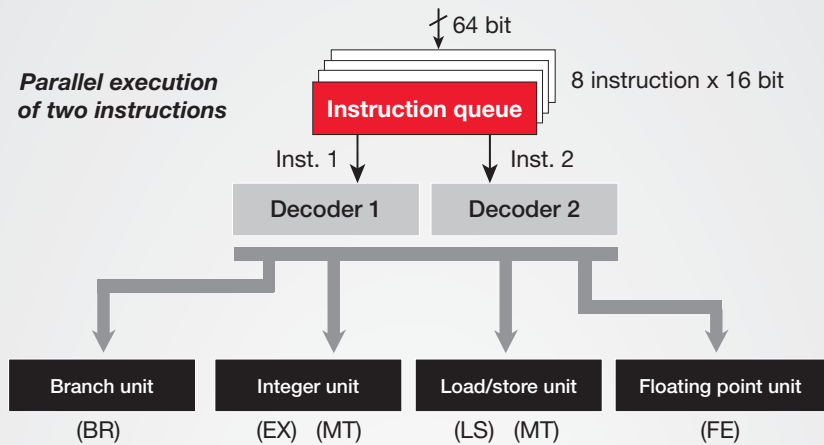 64 bit
Parallel execution
of two instructions
8 instruction x 16 bit
Instruction queue
Inst. 1
Inst. 2
Decoder 1
Decoder 2
Branch unit
Integer unit
Load/store unit
Floating point unit
(BR)
(EX) (MT)
(LS) (MT)
(FE)